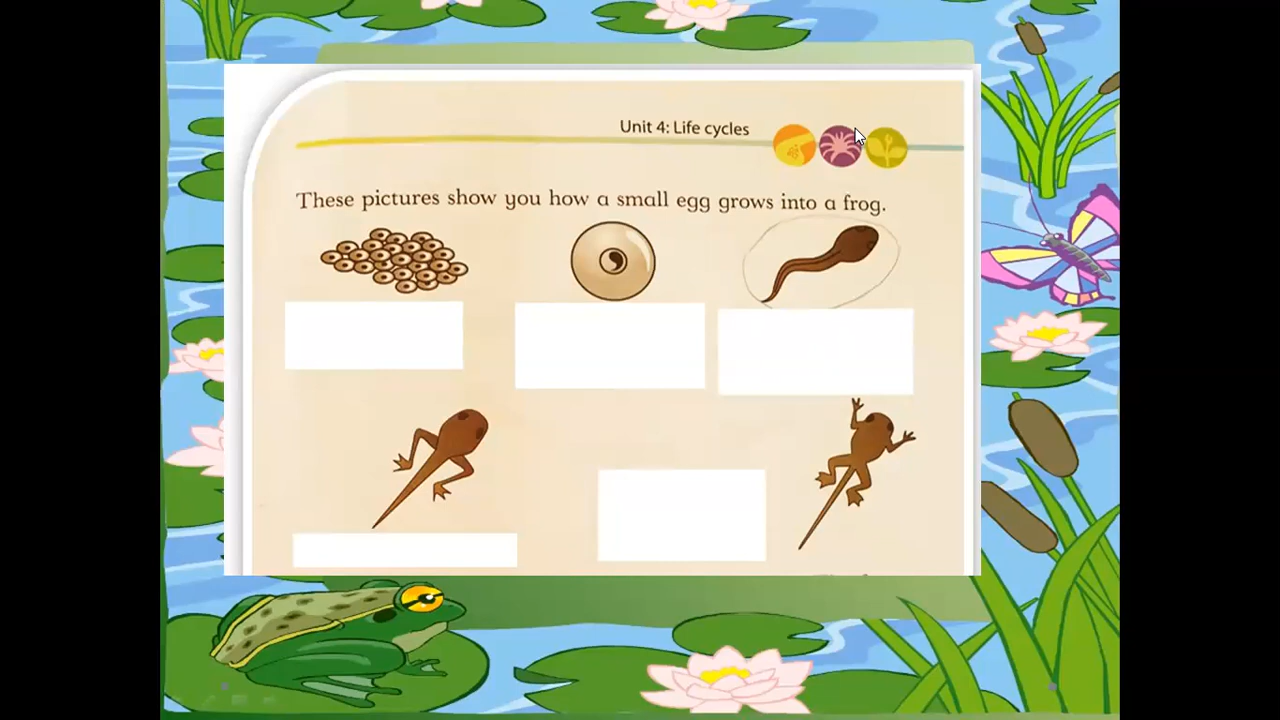 Unit 4: Life cycles
These pictures show you how a small egg grows into a frog.